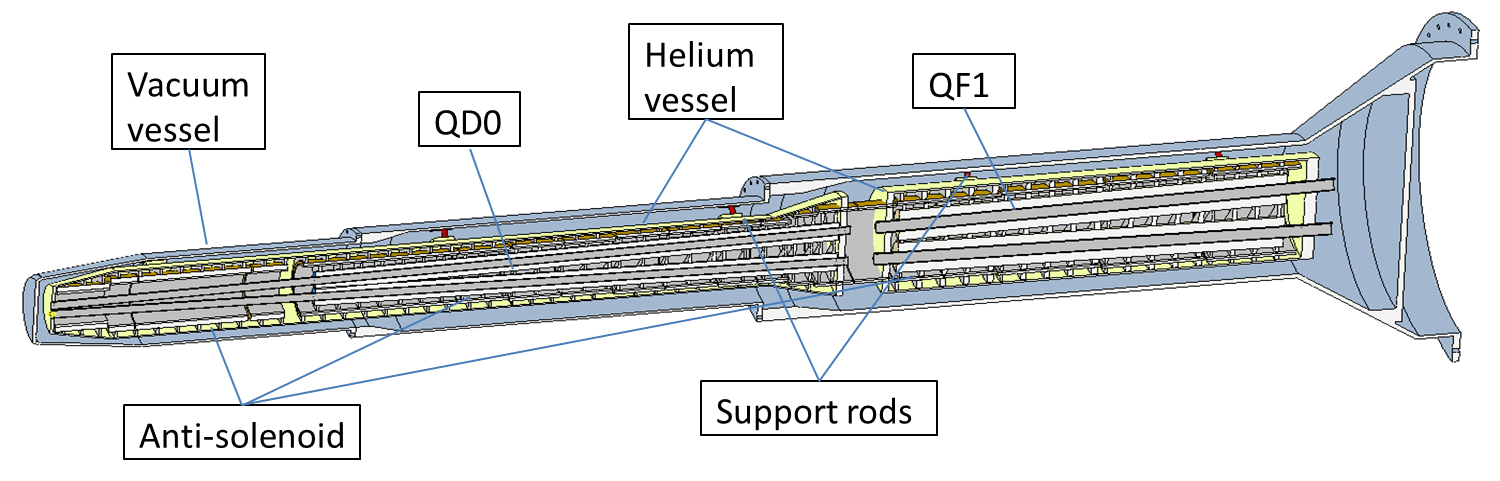 Vacuum
vessel
QD0
Helium
vessel
QF1
Anti-solenoid
Support rods